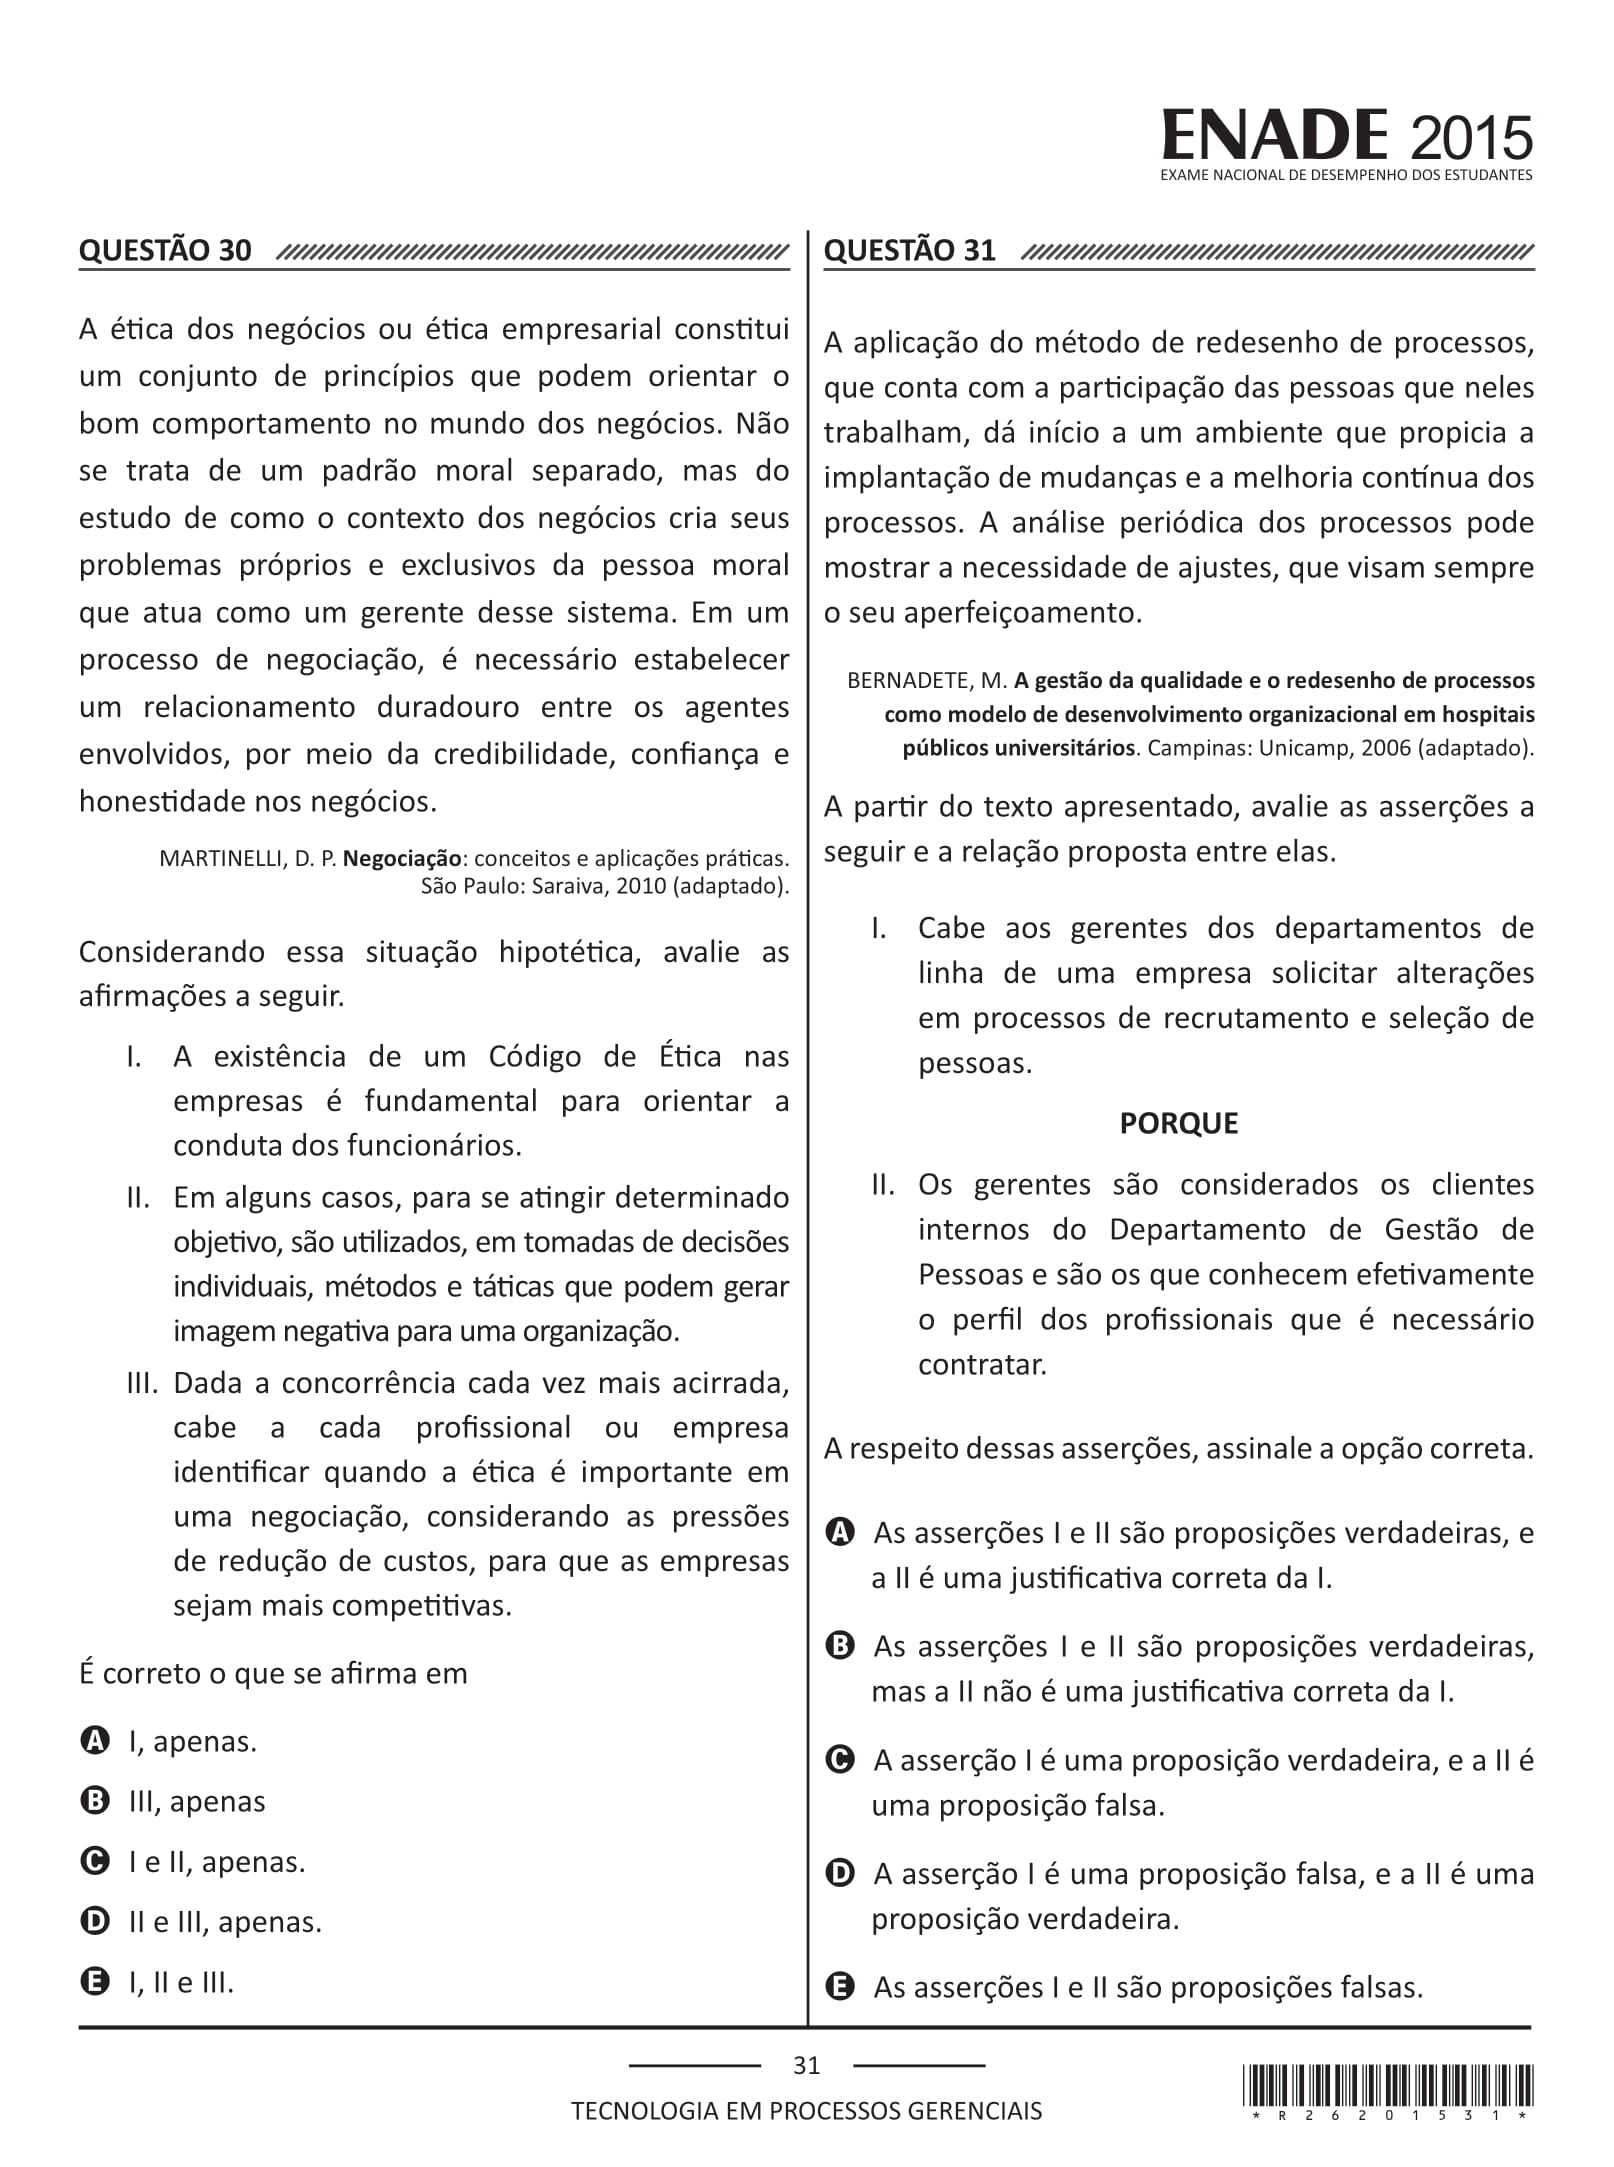 ENADE 2015
EXAME NACIONAL DE DESEMPENHO DOS ESTUDANTES
QUESTÃO 30
A ética dos negócios ou ética empresarial constitui
um conjunto de princípios que podem orientar o
bom comportamento no mundo dos negócios. Não
se trata de um padrão moral separado, mas do
estudo de como o contexto dos negócios cria seus
problemas próprios e exclusivos da pessoa moral
que atua como um gerente desse sistema. Em um
processo de negociação, é necessário estabelecer
um relacionamento duradouro entre os agentes
envolvidos, por meio da credibilidade, confiança e
honestidade nos negócios.
MARTINELLI, D. P. Negociação: conceitos e aplicações práticas.
São Paulo: Saraiva, 2010 (adaptado).
Considerando essa situação hipotética, avalie as
afirmações a seguir.
I. A existência de um Código de Ética nas
empresas é fundamental para orientar a
conduta dos funcionários.
II. Em alguns casos, para se atingir determinado
objetivo, são utilizados, em tomadas de decisões
individuais, métodos e táticas que podem gerar
imagem negativa para uma organização.
III. Dada a concorrência cada vez mais acirrada,
cabe a cada profissional ou empresa
identificar quando a ética é importante em
uma negociação, considerando as pressões
de redução de custos, para que as empresas
sejam mais competitivas.
É correto o que se afirma em
A I, apenas.
B III, apenas
C I e II, apenas.
D II e III, apenas.
E I, II e III.
QUESTÃO 31
A aplicação do método de redesenho de processos,
que conta com a participação das pessoas que neles
trabalham, dá início a um ambiente que propicia a
implantação de mudanças e a melhoria contínua dos
processos. A análise periódica dos processos pode
mostrar a necessidade de ajustes, que visam sempre
o seu aperfeiçoamento.
BERNADETE, M. A gestão da qualidade e o redesenho de processos
como modelo de desenvolvimento organizacional em hospitais
públicos universitários. Campinas: Unicamp, 2006 (adaptado).
A partir do texto apresentado, avalie as asserções a
seguir e a relação proposta entre elas.
I. Cabe aos gerentes dos departamentos de
linha de uma empresa solicitar alterações
em processos de recrutamento e seleção de
pessoas.
PORQUE
II. Os gerentes são considerados os clientes
internos do Departamento de Gestão de
Pessoas e são os que conhecem efetivamente
o perfil dos profissionais que é necessário
contratar.
A respeito dessas asserções, assinale a opção correta.
A As asserções I e II são proposições verdadeiras, e
a II é uma justificativa correta da I.
B As asserções I e II são proposições verdadeiras,
mas a II não é uma justificativa correta da I.
C A asserção I é uma proposição verdadeira, e a II é
uma proposição falsa.
D A asserção I é uma proposição falsa, e a II é uma
proposição verdadeira.
E As asserções I e II são proposições falsas.
31
TECNOLOGIA EM PROCESSOS GERENCIAIS
* R 2 6 2 0 1 5 3 1 *